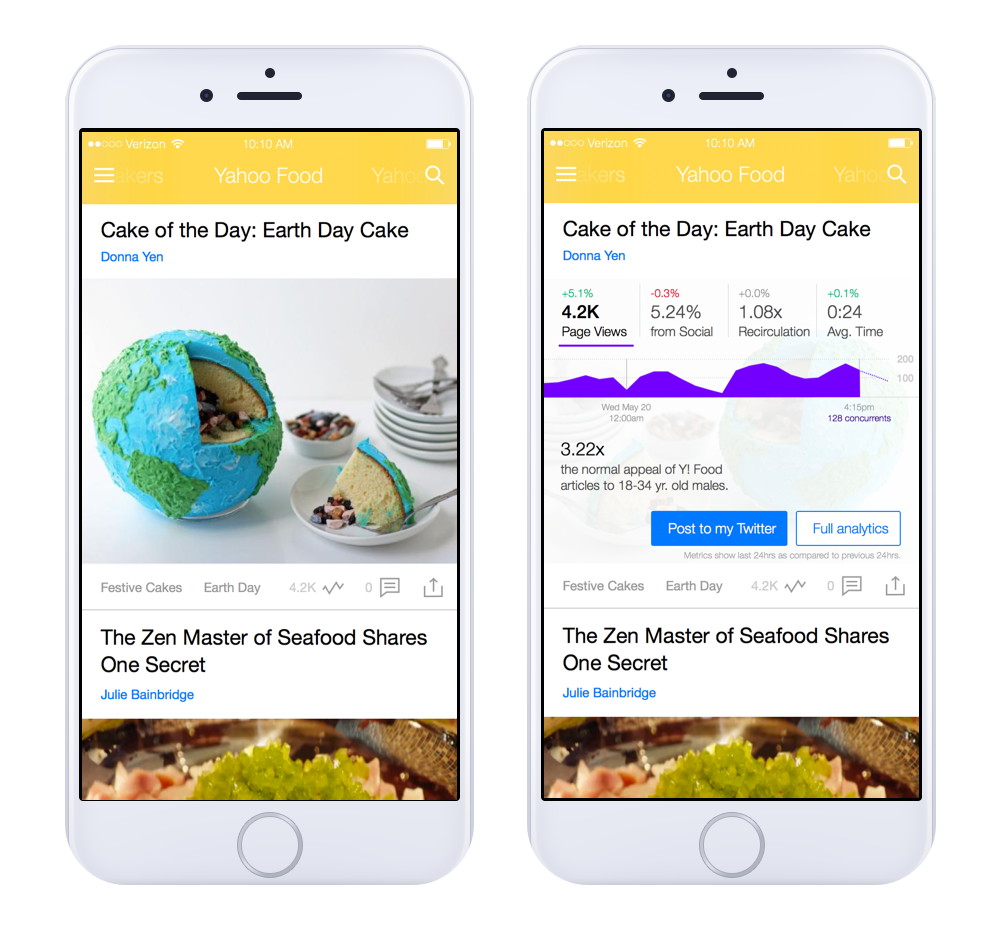 Verizon 10:10 AM
akers Yahoo Food Yaho
Cake of the Day: Earth Day Cake
Donna Yen
Festive Cakes Earth Day 4.2K 0
The Zen Master of Seafood Shares
One Secret
Julie Bainbridge
Verizon 10:10 AM
akers Yahoo Food Yaho
Cake of the Day: Earth Day Cake
Donna Yen
+5.1% -0.3% +0.0% +0.1%
4.2K 5.24% 1.08x 0:24
Page Views from Social Recirculation Avg. Time
200
100
Wed May 20 4:15pm
12:00am 128 concurrents
3.22x
the normal appeal of Y! Food
articles to 18-34 yr. old males.
Post to my Twitter Full analytics
Metrics show last 24hrs as compared to previous 24hrs.
Festive Cakes Earth Day 4.2K 0
The Zen Master of Seafood Shares
One Secret
Julie Bainbridge